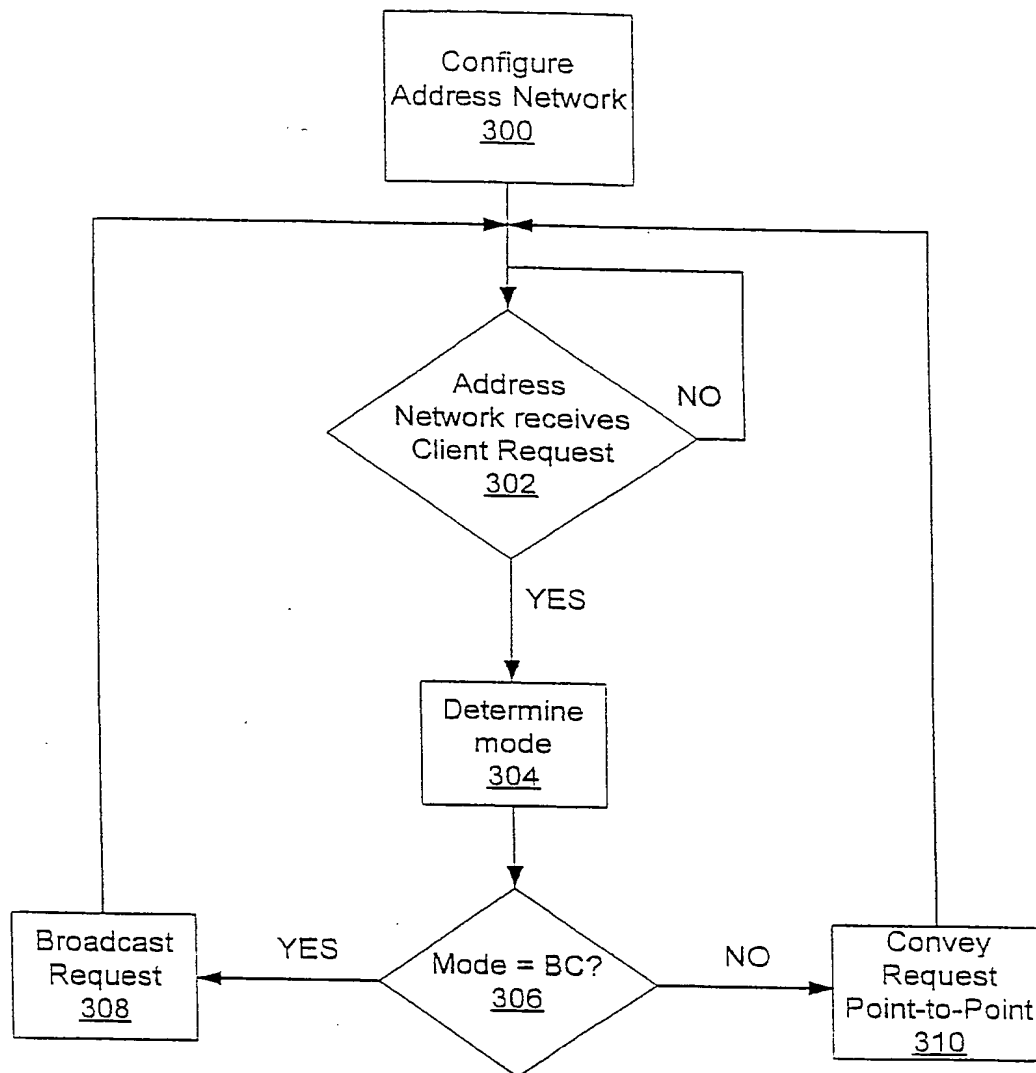 Configure
Address Network
300
Address
Network receives
Client Request
302
NO
YES
Determine
mode
304
Mode = BC?
306
YES
NO
Broadcast
Request
308
Convey
Request
Point-to-Point
310